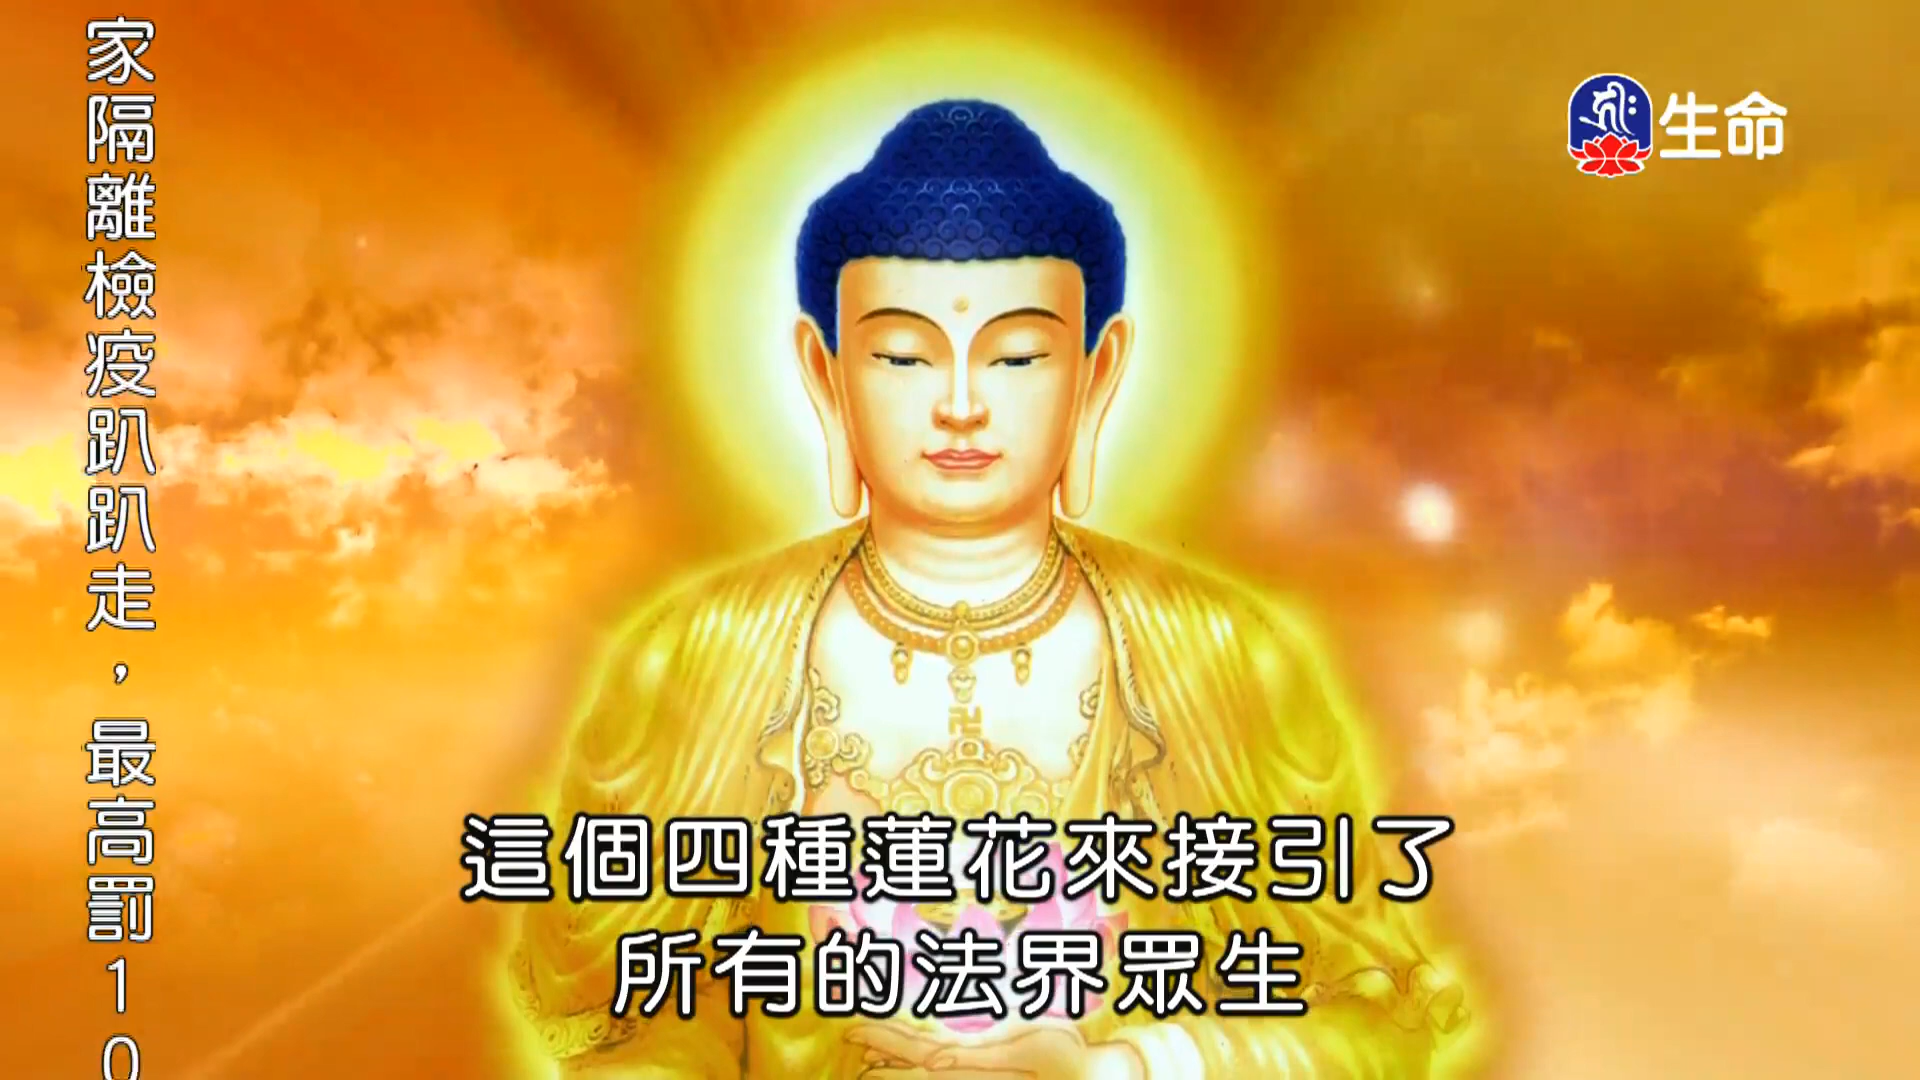 家隔離檢疫趴趴走，最高罰10
生命
這個四種蓮花來接引了
所有的法界眾生